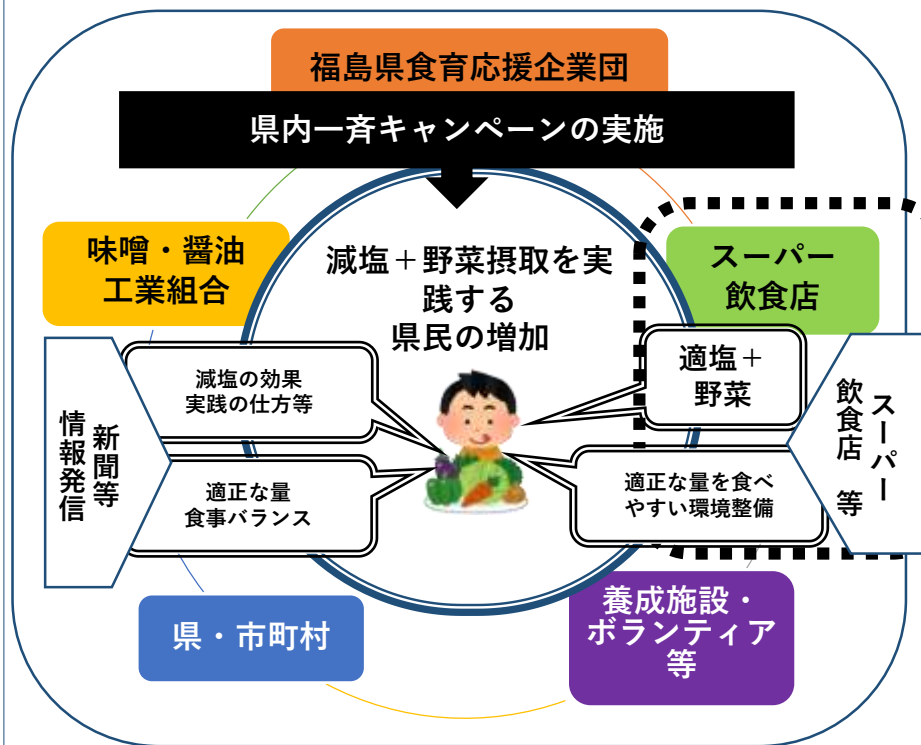 福島県食育応援企業団
県内一斉キャンペーンの実施
味噌・醤油
工業組合
減塩＋野菜摂取を実
践する
県民の増加
スーパー
飲食店
減塩の効果
実践の仕方等
適塩＋
野菜
新聞等
情報発信
適正な量
食事バランス
適正な量を食べ
やすい環境整備
スーパー
飲食店　等
県・市町村
養成施設・
ボランティア
等